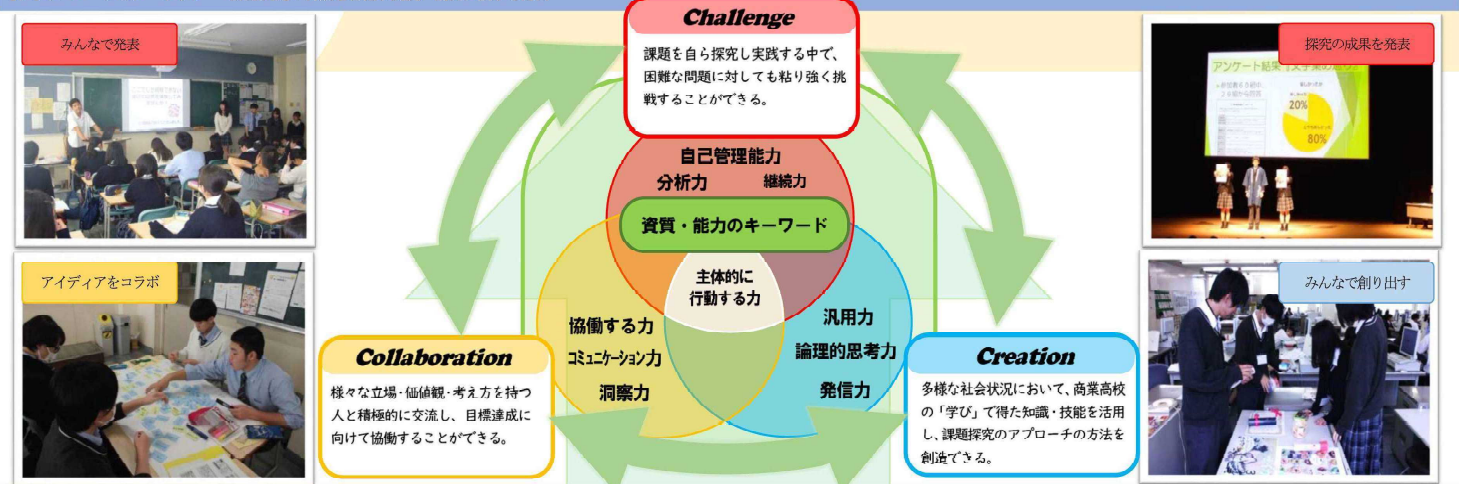 みんなで発表
アイディアをコラボ
Challenge
課題を自ら探究し実践する中で、
困難な問題に対しても粘り強く挑
戦することができる。
自己管理能力
分析力
継続力
資質・能力のキーワード
主体的に
行動する力
協働する力
コミュニケーション力
洞察力
汎用力
論理的思考力
発信力
Collaboration
様々な立場・価値観・考え方を持つ
人と積極的に交流し、目標達成に
向けて協働することができる。
Creation
多様な社会状況において、商業高校
の「学び」で得た知識・技能を活用
し、課題探究のアプローチの方法を
創造できる。
探究の成果を発表
アンケート結果
20%
80%
みんなで創り出す